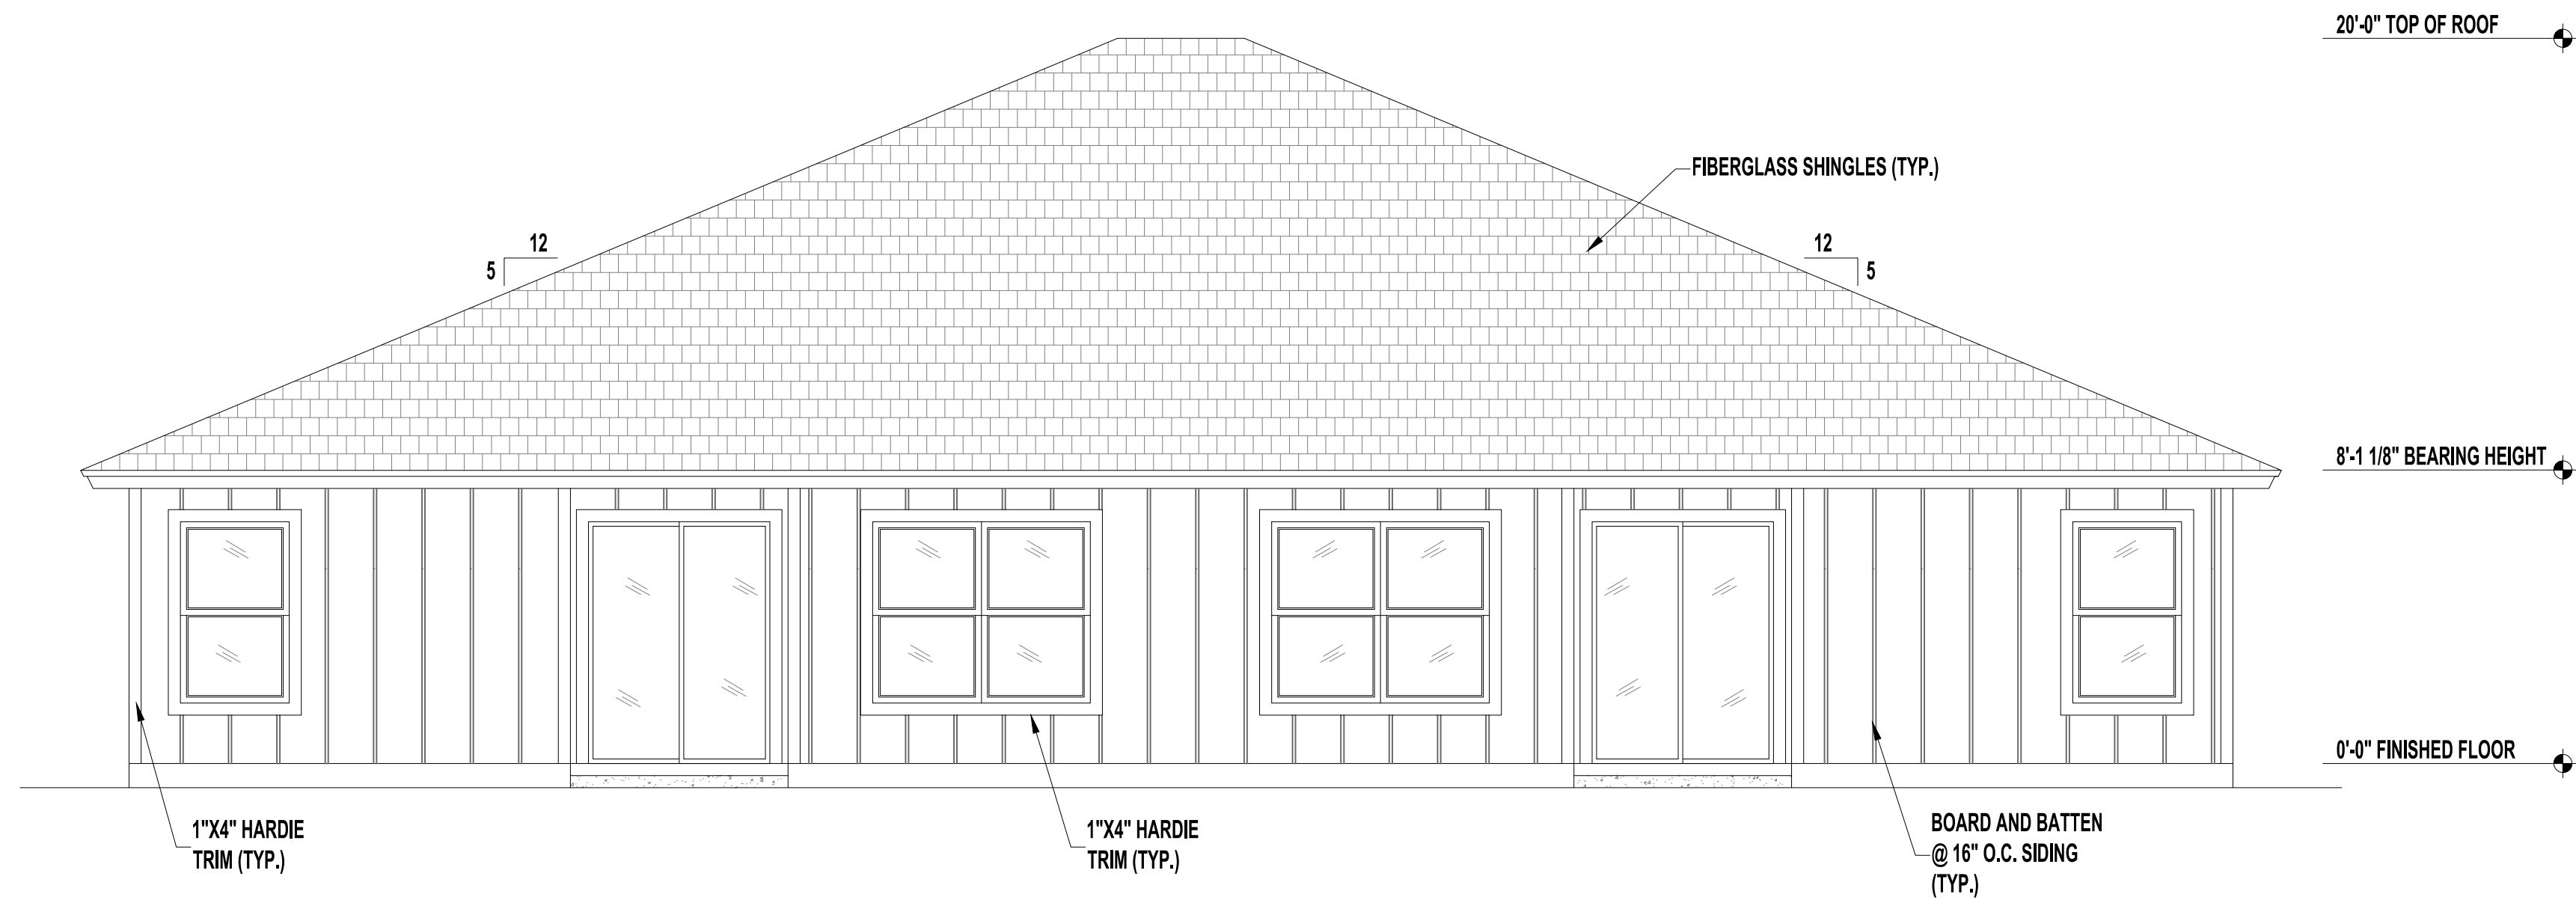 20'-0" TOP OF ROOF
FIBERGLASS SHINGLES (TYP.)
12
5
12
5
8'-1 1/8" BEARING HEIGHT
0'-0" FINISHED FLOOR
1"X4" HARDIE
TRIM (TYP.)
1"X4" HARDIE
TRIM (TYP.)
BOARD AND BATTEN
@ 16" O.C. SIDING
(TYP.)